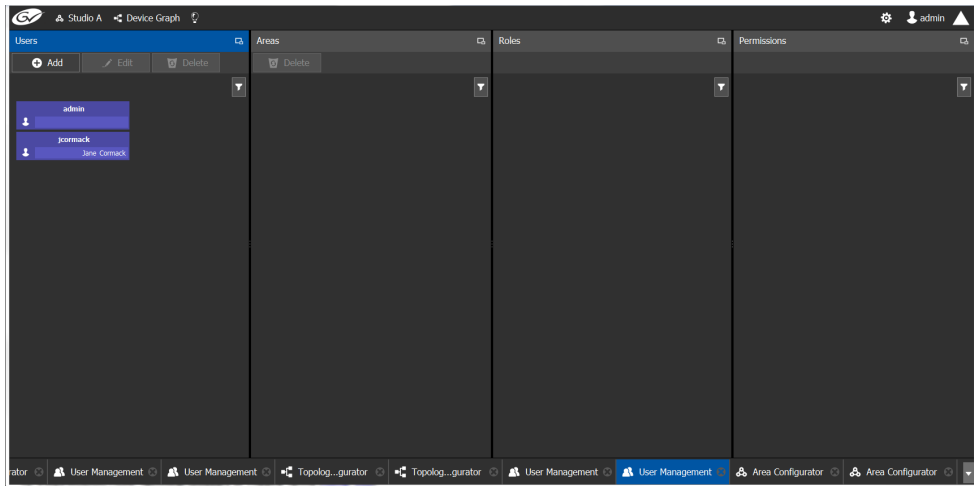 GV Studio A Device Graph admin
Users Areas Roles Permissions
Add Edit Delete Delete
admin
jcormack
Jane Cormack
rator User Management User Management Topolog...gurator Topolog...gurator User Management User Management Area Configurator Area Configurator